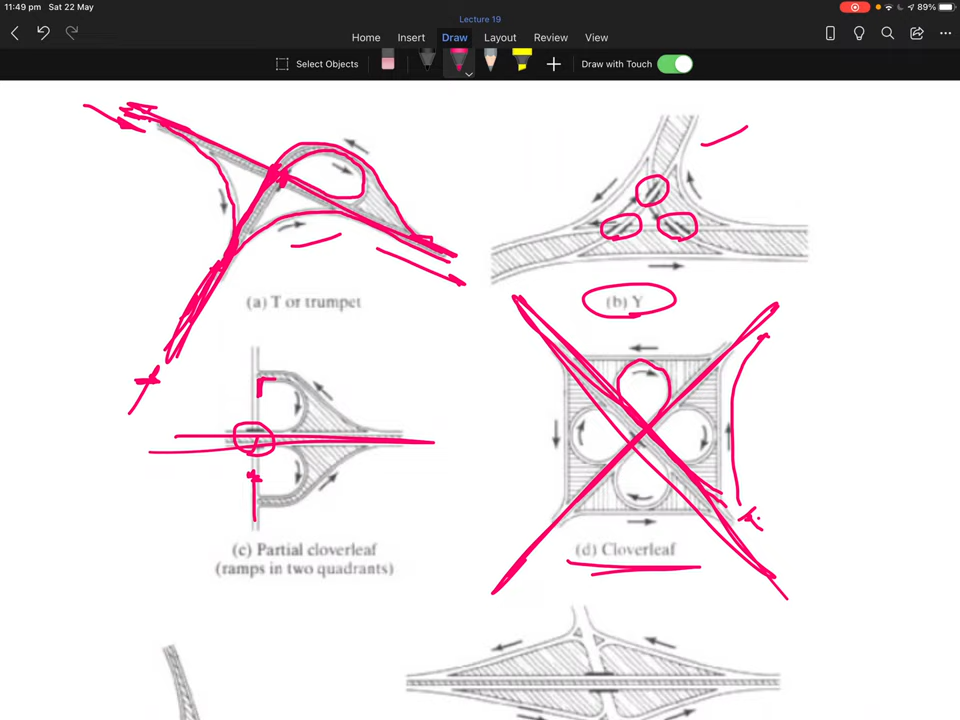 11:49 pm Sat 22 May
89%
Lecture 19
Home Insert Draw Layout Review View
Select Objects
Draw with Touch
(a) T or trumpet
(b) Y
(c) Partial cloverleaf
(ramps in two quadrants)
(d) Cloverleaf